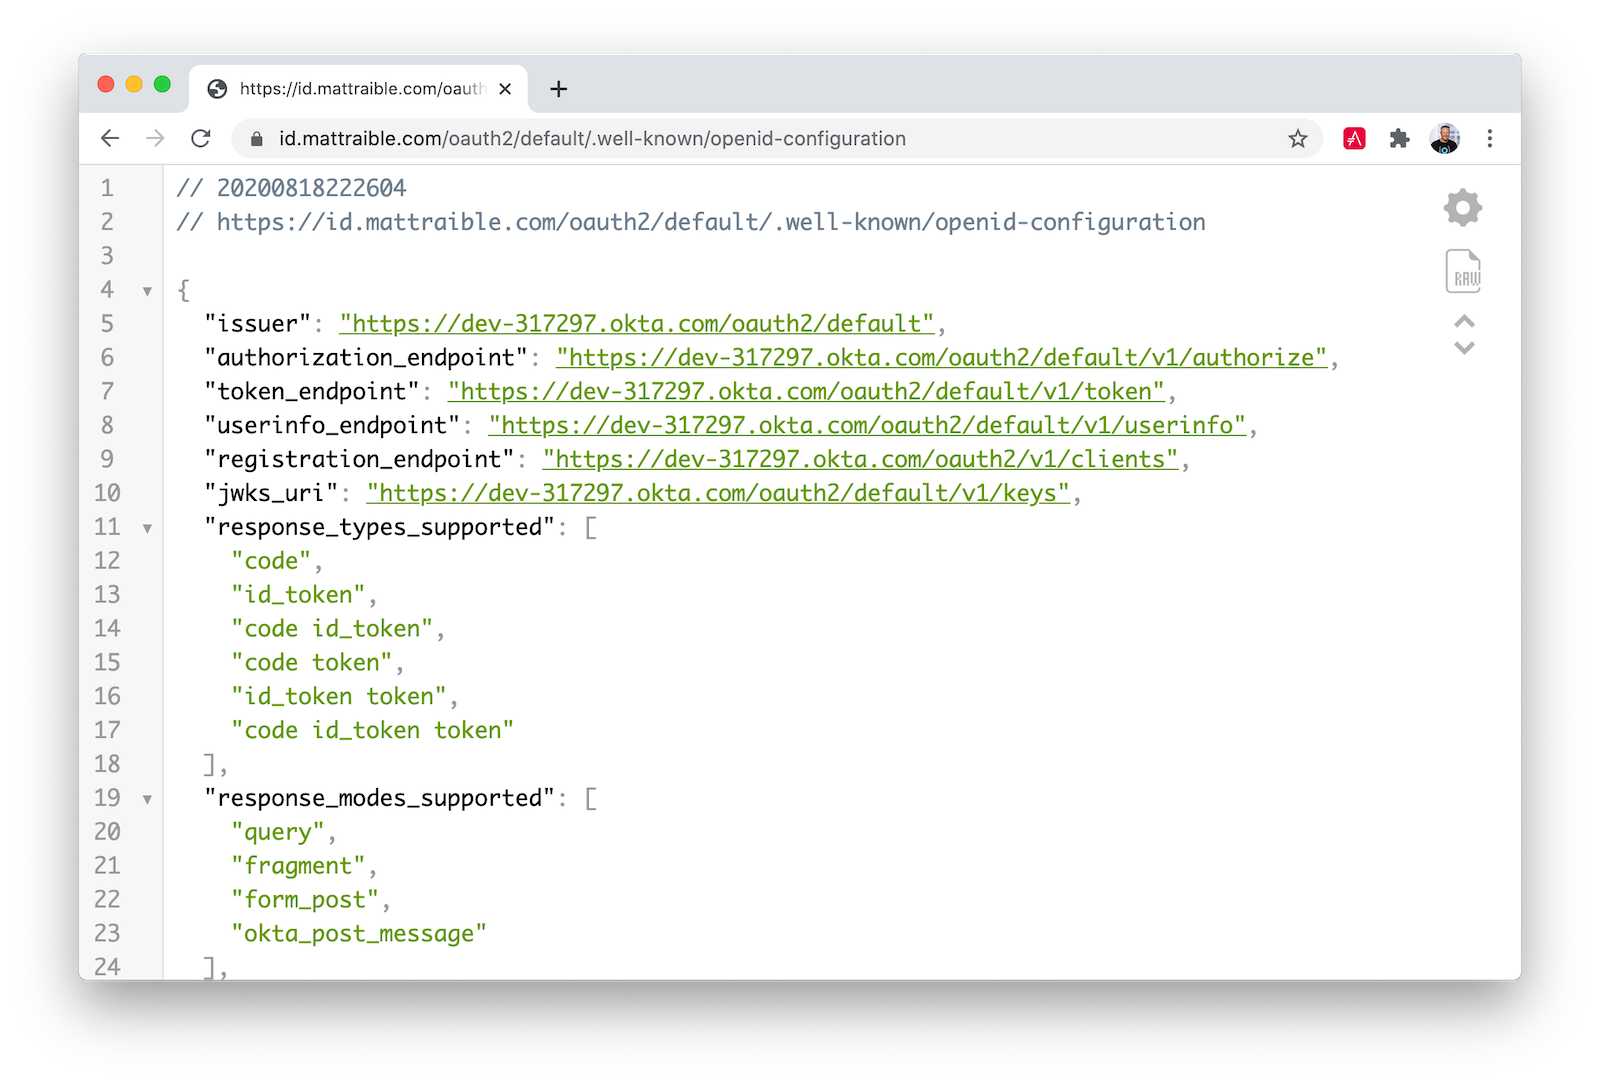 https://id.mattraible.com/oauth
id.mattraible.com/oauth2/default/.well-known/openid-configuration
1 // 20200818222604
2 // https://id.mattraible.com/oauth2/default/.well-known/openid-configuration
3
4 {
5 "issuer": "https://dev-317297.okta.com/oauth2/default",
6 "authorization_endpoint": "https://dev-317297.okta.com/oauth2/default/v1/authorize",
7 "token_endpoint": "https://dev-317297.okta.com/oauth2/default/v1/token",
8 "userinfo_endpoint": "https://dev-317297.okta.com/oauth2/default/v1/userinfo",
9 "registration_endpoint": "https://dev-317297.okta.com/oauth2/v1/clients",
10 "jwks_uri": "https://dev-317297.okta.com/oauth2/default/v1/keys",
11 "response_types_supported": [
12 "code",
13 "id_token",
14 "code id_token",
15 "code token",
16 "id_token token",
17 "code id_token token"
18 ],
19 "response_modes_supported": [
20 "query",
21 "fragment",
22 "form_post",
23 "okta_post_message"
24 ],
RAW